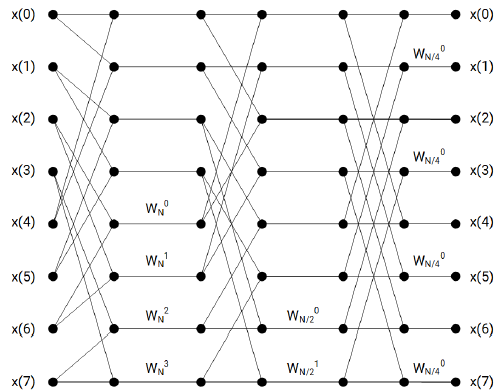 x(0) x(0)
x(1) W_{N/4}^0 x(1)
x(2) x(2)
x(3) W_{N/4}^0 x(3)
x(4) W_N^0 x(4)
x(5) W_N^1 W_{N/4}^0 x(5)
x(6) W_N^2 W_{N/2}^0 x(6)
x(7) W_N^3 W_{N/2}^1 W_{N/4}^0 x(7)